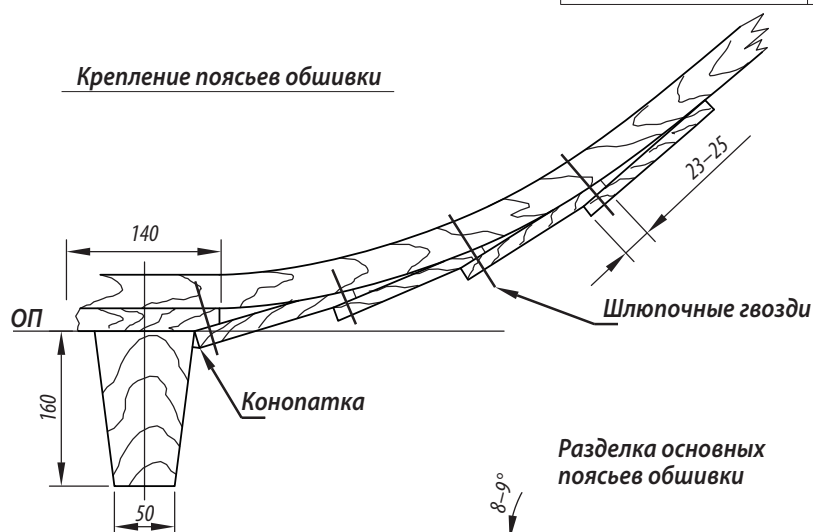 Крепление поясьев обшивки
23–25
140
ОП
Шлюпочные гвозди
Конопатка
160
Разделка основных
поясьев обшивки
8–9°
50